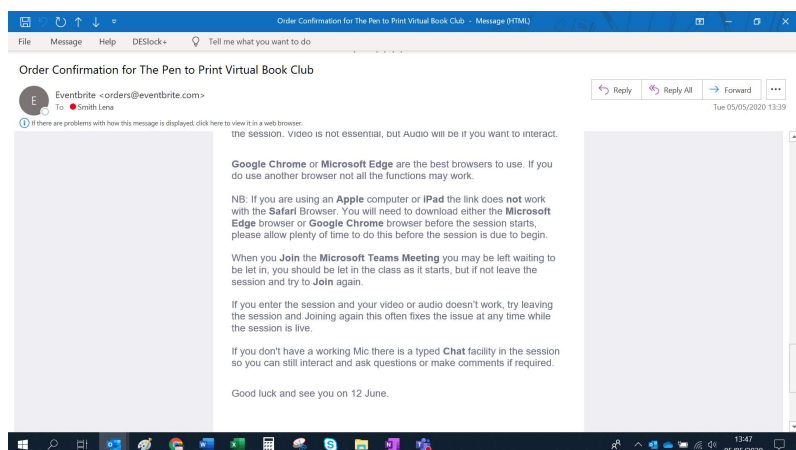 Order Confirmation for The Pen to Print Virtual Book Club - Message (HTML)
File Message Help DESlock+ Tell me what you want to do
Order Confirmation for The Pen to Print Virtual Book Club
Reply Reply All Forward
E
Eventbrite <orders@eventbrite.com>
To Smith Lena
Tue 05/05/2020 13:39
If there are problems with how this message is displayed, click here to view it in a web browser.
the session. Video is not essential, but Audio will be if you want to interact.
Google Chrome or Microsoft Edge are the best browsers to use. If you
do use another browser not all the functions may work.
NB: If you are using an Apple computer or iPad the link does not work
with the Safari Browser. You will need to download either the Microsoft
Edge browser or Google Chrome browser before the session starts,
please allow plenty of time to do this before the session is due to begin.
When you Join the Microsoft Teams Meeting you may be left waiting to
be let in, you should be let in the class as it starts, but if not leave the
session and try to Join again.
If you enter the session and your video or audio doesn't work, try leaving
the session and Joining again this often fixes the issue at any time while
the session is live.
If you don't have a working Mic there is a typed Chat facility in the session
so you can still interact and ask questions or make comments if required.
Good luck and see you on 12 June.
13:47
05/05/2020